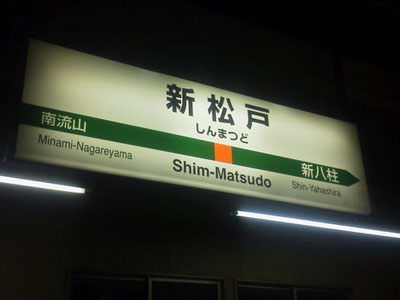 新松戸
しんまつど
南流山
Minami-Nagareyama
Shim-Matsudo
新八柱
Shin-Yahashira